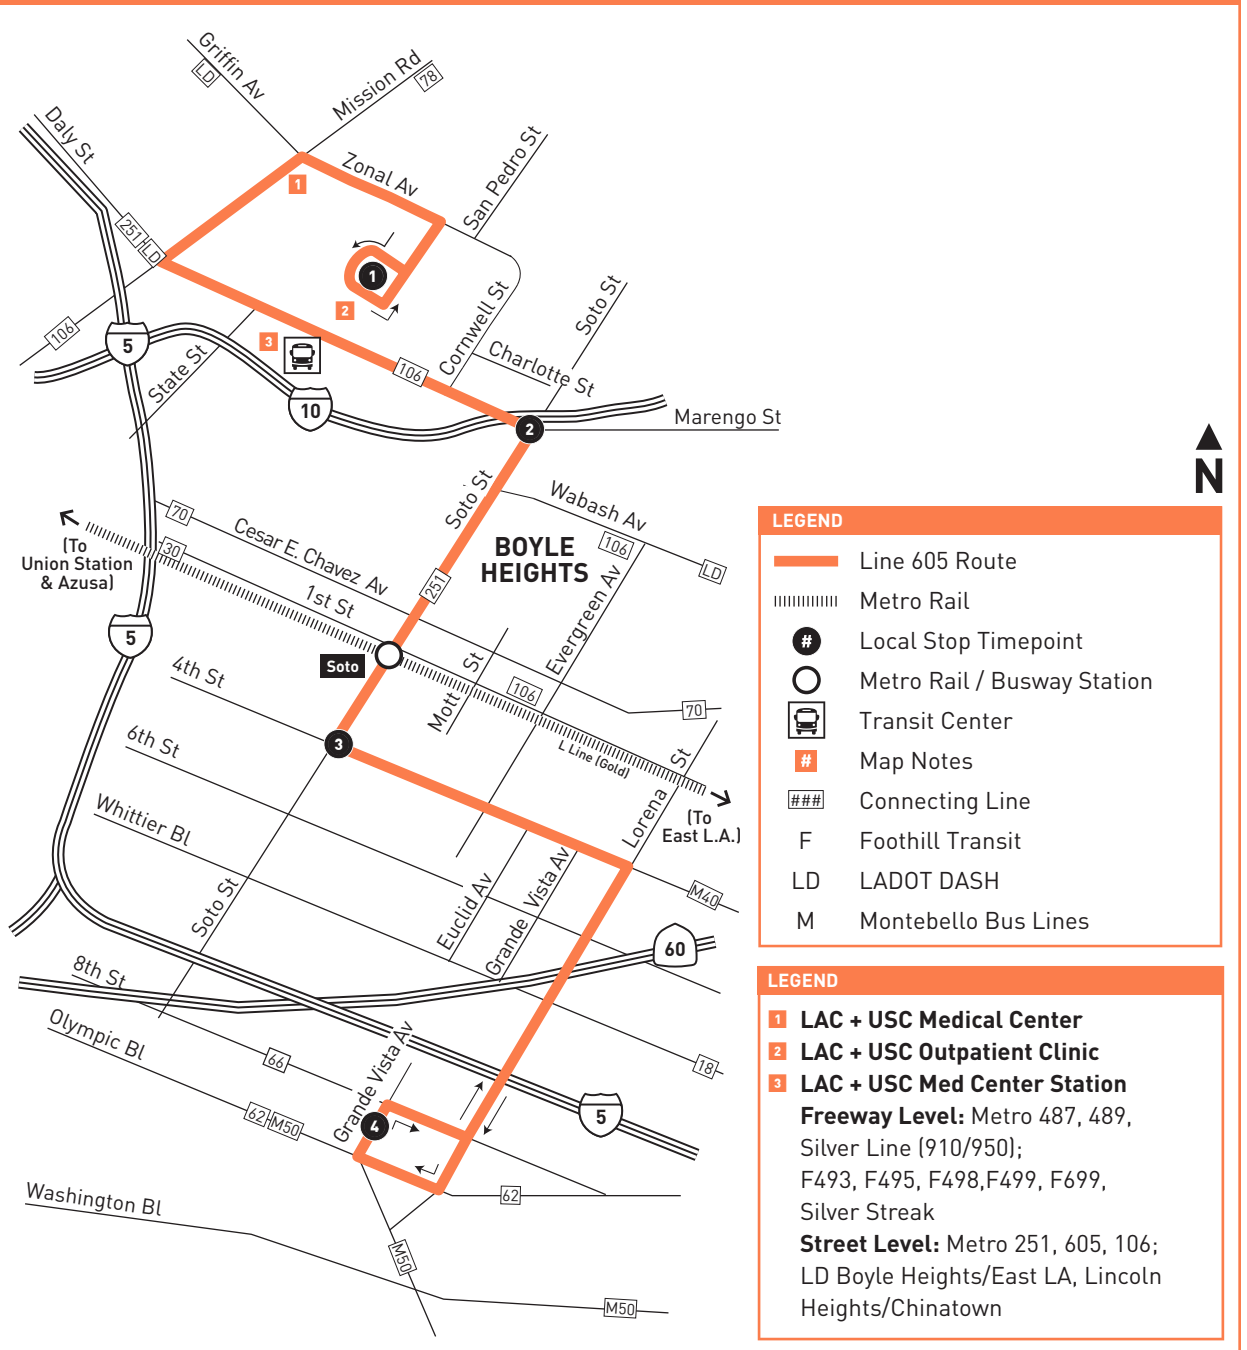 Griffin Av
LD
Mission Rd
78
Daly St
Zonal Av
San Pedro St
1
251
LD
1
2
Cornwell St
Soto St
106
5
3
State St
106
Charlotte St
10
2
Marengo St
N
Soto St
Wabash Av
70
Cesar E. Chavez Av
106
LD
(To
Union Station
& Azusa)
30
BOYLE
HEIGHTS
1st St
251
Evergreen Av
5
Soto
4th St
Mott St
106
70
6th St
3
L Line (Gold)
Lorena St
(To
East L.A.)
Whittier Bl
Soto St
Euclid Av
Grande Vista Av
M40
60
8th St
Olympic Bl
66
Grande Vista Av
18
62
M50
4
5
Washington Bl
62
M50
M50
LEGEND
Line 605 Route
Metro Rail
# Local Stop Timepoint
Metro Rail / Busway Station
Transit Center
# Map Notes
### Connecting Line
F Foothill Transit
LD LADOT DASH
M Montebello Bus Lines
LEGEND
1 LAC + USC Medical Center
2 LAC + USC Outpatient Clinic
3 LAC + USC Med Center Station
Freeway Level: Metro 487, 489,
Silver Line (910/950);
F493, F495, F498,F499, F699,
Silver Streak
Street Level: Metro 251, 605, 106;
LD Boyle Heights/East LA, Lincoln
Heights/Chinatown